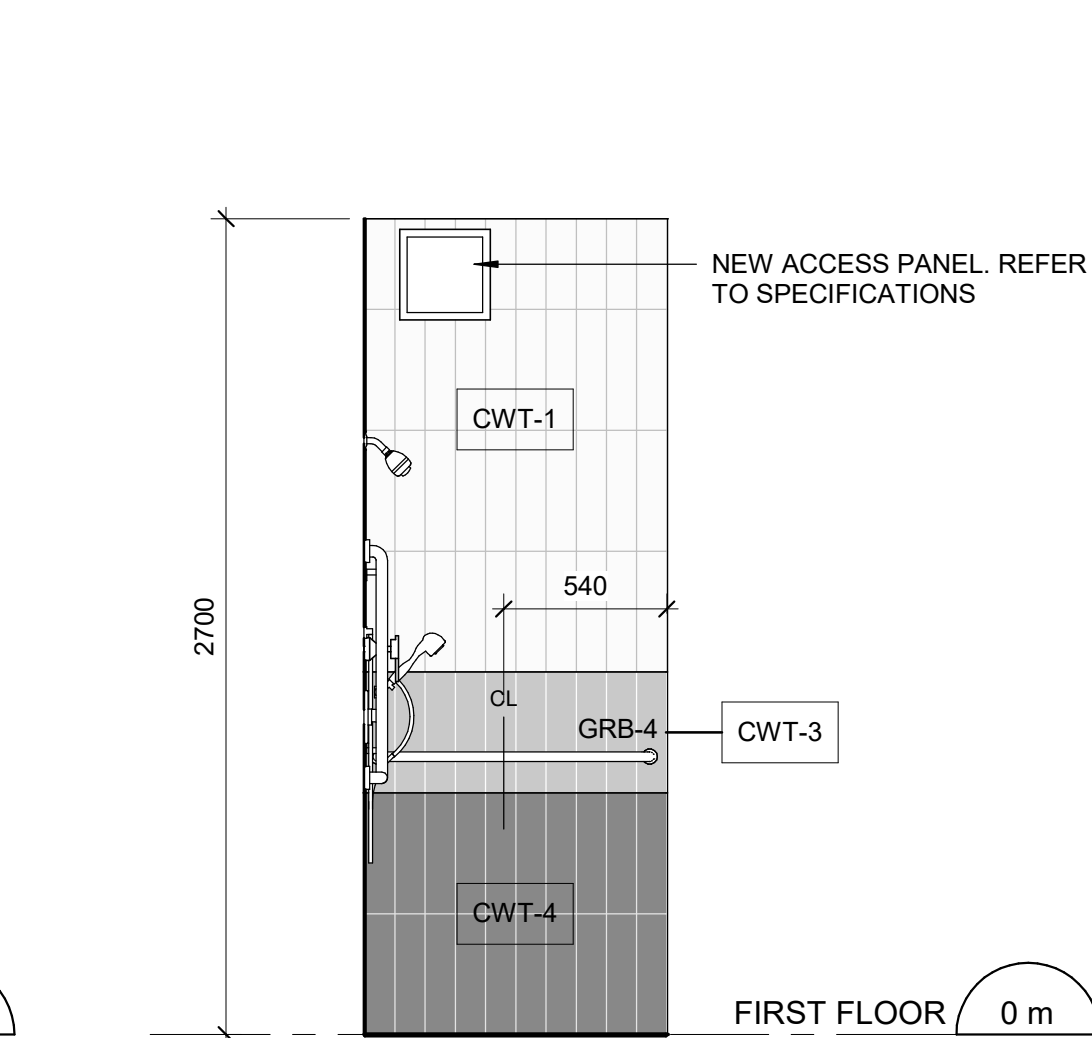 NEW ACCESS PANEL. REFER
TO SPECIFICATIONS
CWT-1
540
2700
CL
GRB-4
CWT-3
CWT-4
FIRST FLOOR
0 m